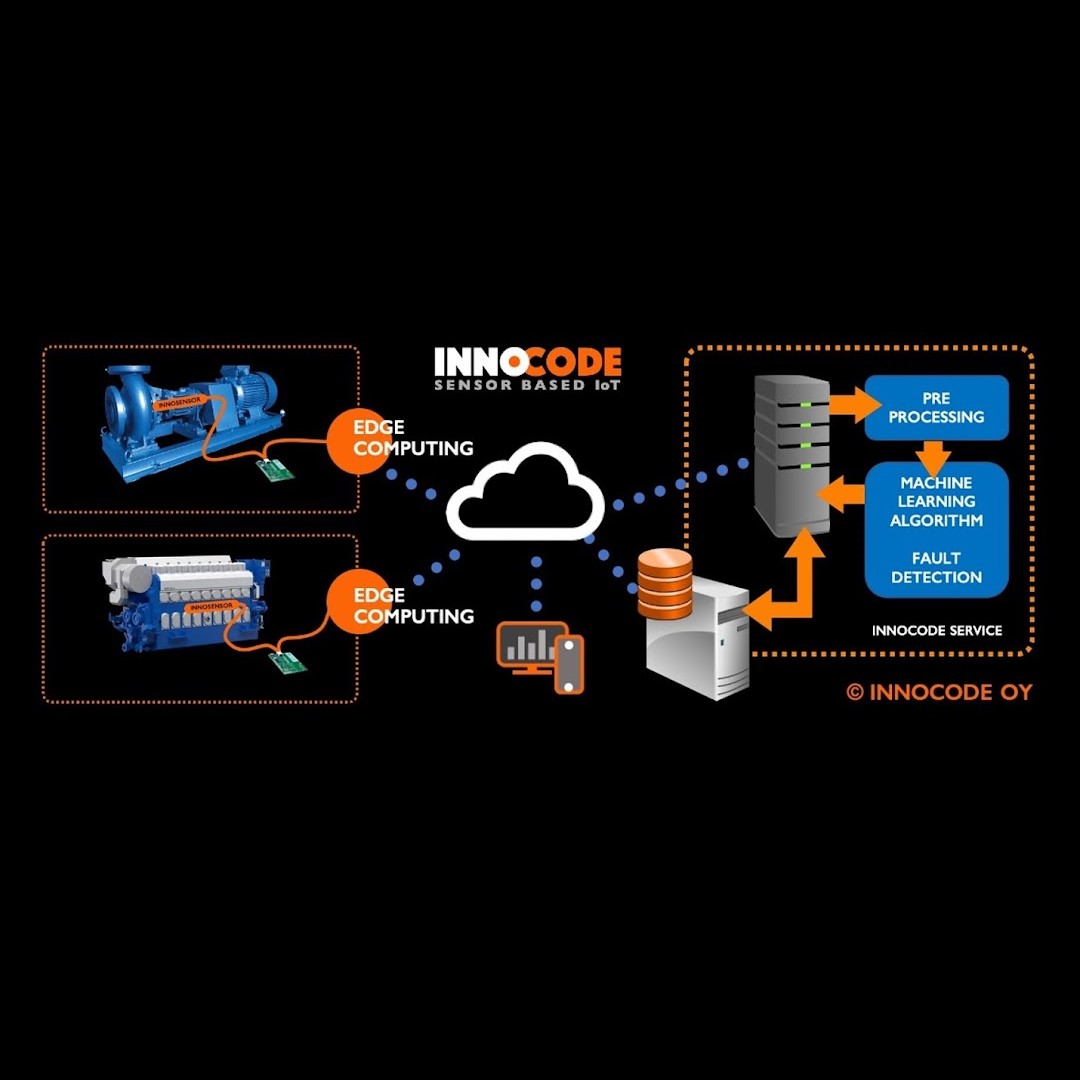 INNOCODE
SENSOR BASED IoT
INNOSENSOR
EDGE
COMPUTING
INNOSENSOR
EDGE
COMPUTING
PRE
PROCESSING
MACHINE
LEARNING
ALGORITHM
FAULT
DETECTION
INNOCODE SERVICE
© INNOCODE OY